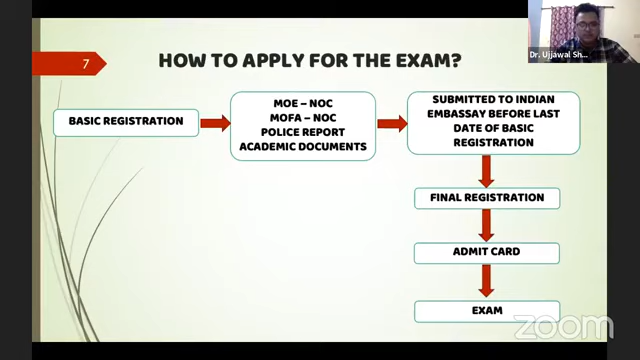 Dr. Ujjawal Sh...
7
HOW TO APPLY FOR THE EXAM?
BASIC REGISTRATION
MOE – NOC
MOFA – NOC
POLICE REPORT
ACADEMIC DOCUMENTS
SUBMITTED TO INDIAN
EMBASSAY BEFORE LAST
DATE OF BASIC
REGISTRATION
FINAL REGISTRATION
ADMIT CARD
EXAM
zoom